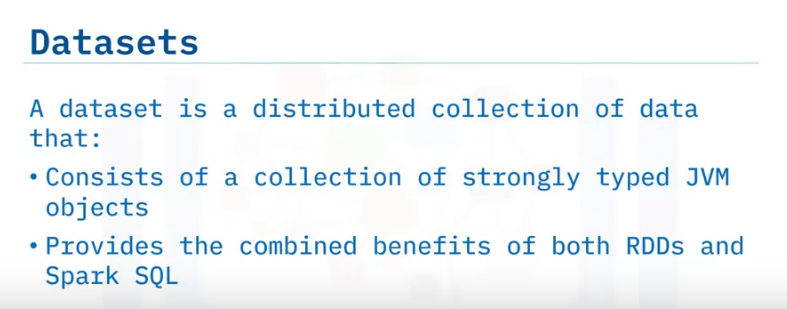 Datasets
A dataset is a distributed collection of data
that:
• Consists of a collection of strongly typed JVM
objects
• Provides the combined benefits of both RDDs and
Spark SQL